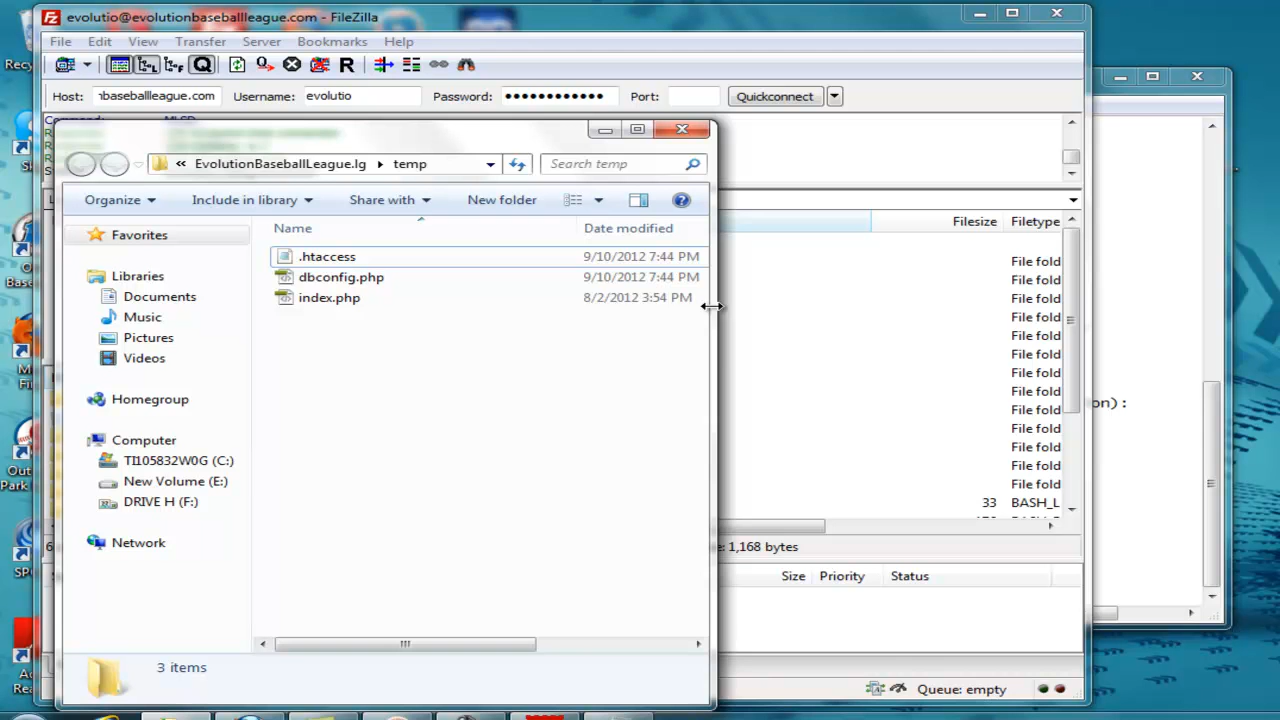 evolutio@evolutionbaseballleague.com - FileZilla
File Edit View Transfer Server Bookmarks Help
Host: baseballleague.com Username: evolutio Password: •••••••••••• Port: Quickconnect
« EvolutionBaseballLeague.lg ▸ temp Search temp
Organize Include in library Share with New folder
Filesize Filetype
Favorites Name Date modified
.htaccess 9/10/2012 7:44 PM
File fold
Libraries dbconfig.php 9/10/2012 7:44 PM
File fold
Documents index.php 8/2/2012 3:54 PM
File fold
Music
File fold
Pictures
File fold
Videos
File fold
File fold
File fold
Homegroup
on):
File fold
File fold
Computer
File fold
TI105832W0G (C:)
File fold
New Volume (E:)
File fold
DRIVE H (F:)
33 BASH_L
Network
: 1,168 bytes
Size Priority Status
3 items
Queue: empty